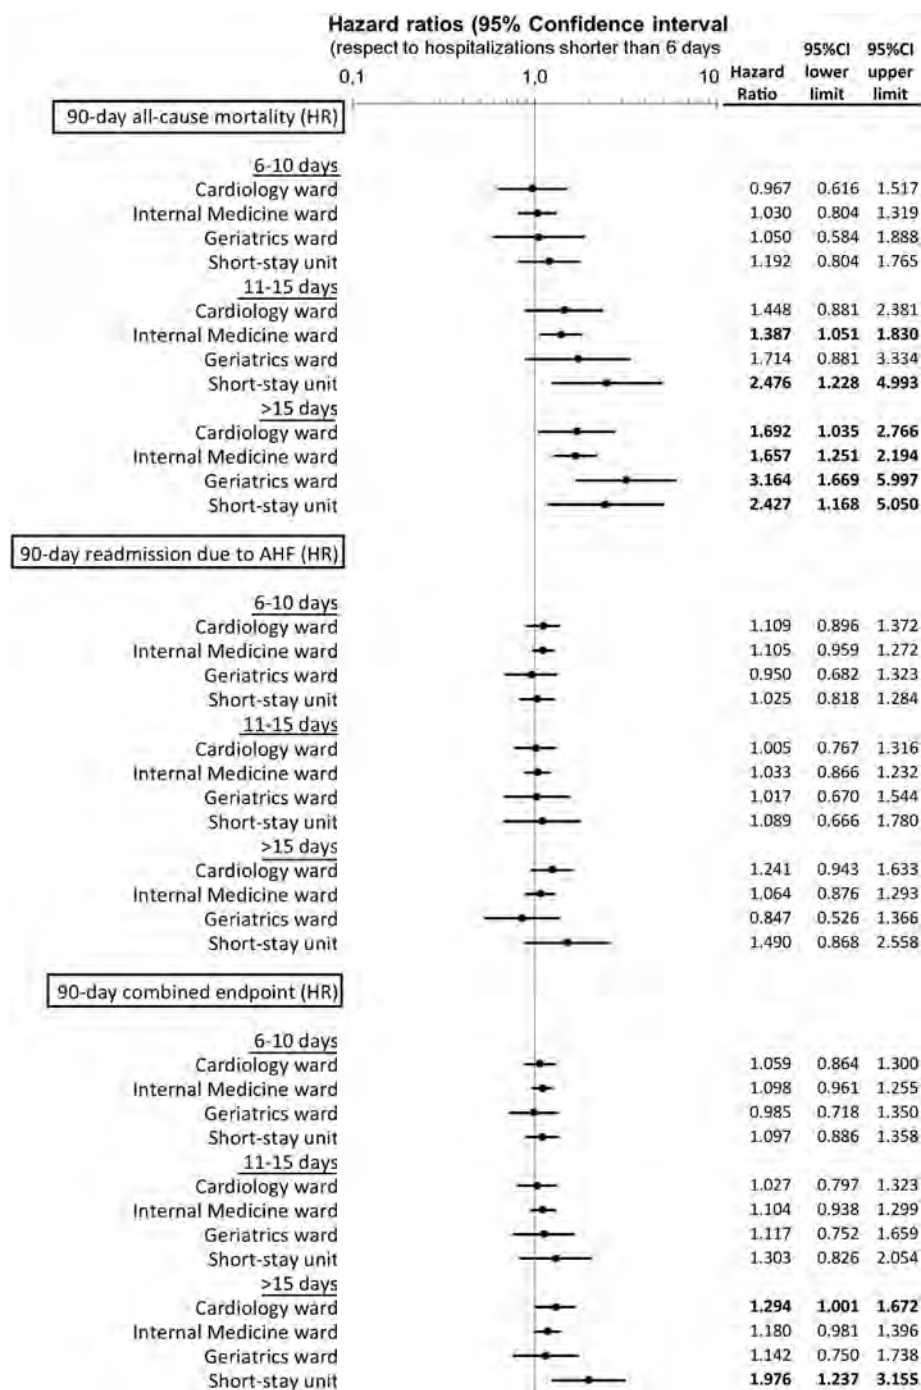 Hazard ratios (95% Confidence interval
(respect to hospitalizations shorter than 6 days
95%CI 95%CI
Hazard lower upper
Ratio limit limit
0,1 1,0 10
90-day all-cause mortality (HR)
6-10 days
Cardiology ward 0.967 0.616 1.517
Internal Medicine ward 1.030 0.804 1.319
Geriatrics ward 1.050 0.584 1.888
Short-stay unit 1.192 0.804 1.765
11-15 days
Cardiology ward 1.448 0.881 2.381
Internal Medicine ward 1.387 1.051 1.830
Geriatrics ward 1.714 0.881 3.334
Short-stay unit 2.476 1.228 4.993
>15 days
Cardiology ward 1.692 1.035 2.766
Internal Medicine ward 1.657 1.251 2.194
Geriatrics ward 3.164 1.669 5.997
Short-stay unit 2.427 1.168 5.050
90-day readmission due to AHF (HR)
6-10 days
Cardiology ward 1.109 0.896 1.372
Internal Medicine ward 1.105 0.959 1.272
Geriatrics ward 0.950 0.682 1.323
Short-stay unit 1.025 0.818 1.284
11-15 days
Cardiology ward 1.005 0.767 1.316
Internal Medicine ward 1.033 0.866 1.232
Geriatrics ward 1.017 0.670 1.544
Short-stay unit 1.089 0.666 1.780
>15 days
Cardiology ward 1.241 0.943 1.633
Internal Medicine ward 1.064 0.876 1.293
Geriatrics ward 0.847 0.526 1.366
Short-stay unit 1.490 0.868 2.558
90-day combined endpoint (HR)
6-10 days
Cardiology ward 1.059 0.864 1.300
Internal Medicine ward 1.098 0.961 1.255
Geriatrics ward 0.985 0.718 1.350
Short-stay unit 1.097 0.886 1.358
11-15 days
Cardiology ward 1.027 0.797 1.323
Internal Medicine ward 1.104 0.938 1.299
Geriatrics ward 1.117 0.752 1.659
Short-stay unit 1.303 0.826 2.054
>15 days
Cardiology ward 1.294 1.001 1.672
Internal Medicine ward 1.180 0.981 1.396
Geriatrics ward 1.142 0.750 1.738
Short-stay unit 1.976 1.237 3.155